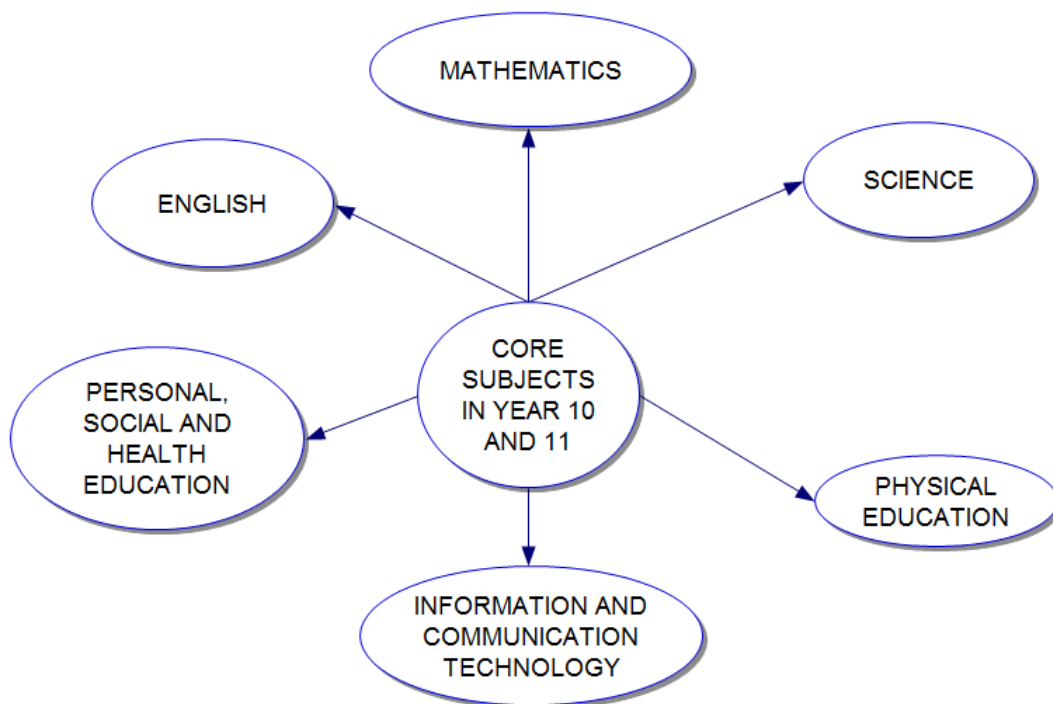 MATHEMATICS
SCIENCE
ENGLISH
CORE
SUBJECTS
IN YEAR 10
AND 11
PERSONAL,
SOCIAL AND
HEALTH
EDUCATION
PHYSICAL
EDUCATION
INFORMATION AND
COMMUNICATION
TECHNOLOGY